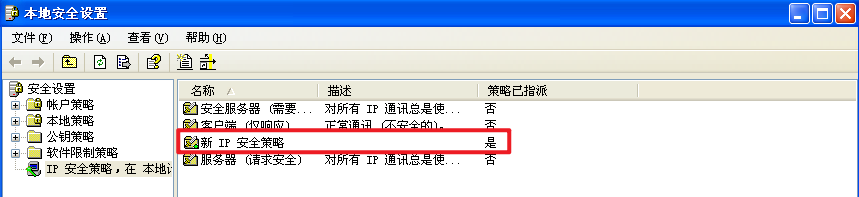 本地安全设置
文件(F) 操作(A) 查看(V) 帮助(H)
安全设置
帐户策略
本地策略
公钥策略
软件限制策略
IP 安全策略，在 本地
名称 描述 策略已指派
安全服务器 (需要... 对所有 IP 通讯总是使... 否
客户端 (仅响应) 正常通讯 (不安全的)。 否
新 IP 安全策略 是
服务器 (请求安全) 对所有 IP 通讯总是使... 否